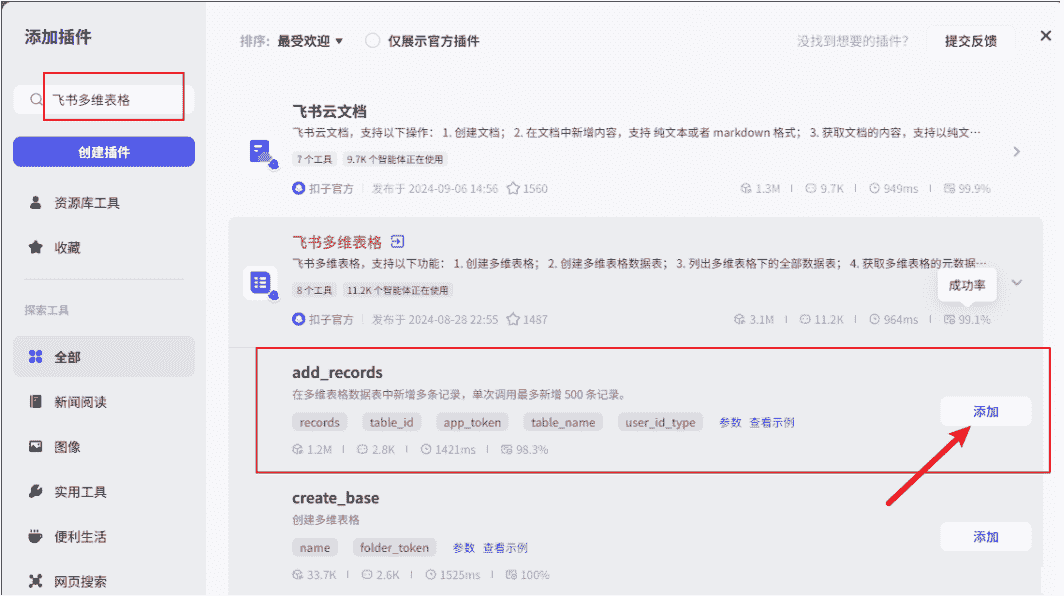 添加插件
飞书多维表格
创建插件
资源库工具
收藏
探索工具
全部
新闻阅读
图像
实用工具
便利生活
网页搜索
排序: 最受欢迎 仅展示官方插件 没找到想要的插件? 提交反馈
飞书云文档
飞书云文档，支持以下操作： 1. 创建文档； 2. 在文档中新增内容，支持 纯文本或者 markdown 格式； 3. 获取文档的内容，支持以纯文…
7 个工具 9.7K 个智能体正在使用
扣子官方 发布于 2024-09-06 14:56 1560 1.3M 9.7K 949ms 99.9%
飞书多维表格
飞书多维表格，支持以下功能： 1. 创建多维表格； 2. 创建多维表格数据表； 3. 列出多维表格下的全部数据表； 4. 获取多维表格的元数据…
8 个工具 11.2K 个智能体正在使用
成功率
扣子官方 发布于 2024-08-28 22:55 1487 3.1M 11.2K 964ms 99.1%
add_records
在多维表格数据表中新增多条记录，单次调用最多新增 500 条记录。
records table_id app_token table_name user_id_type 参数 查看示例
添加
1.2M 2.8K 1421ms 98.3%
create_base
创建多维表格
name folder_token 参数 查看示例
添加
33.7K 2.6K 1525ms 100%